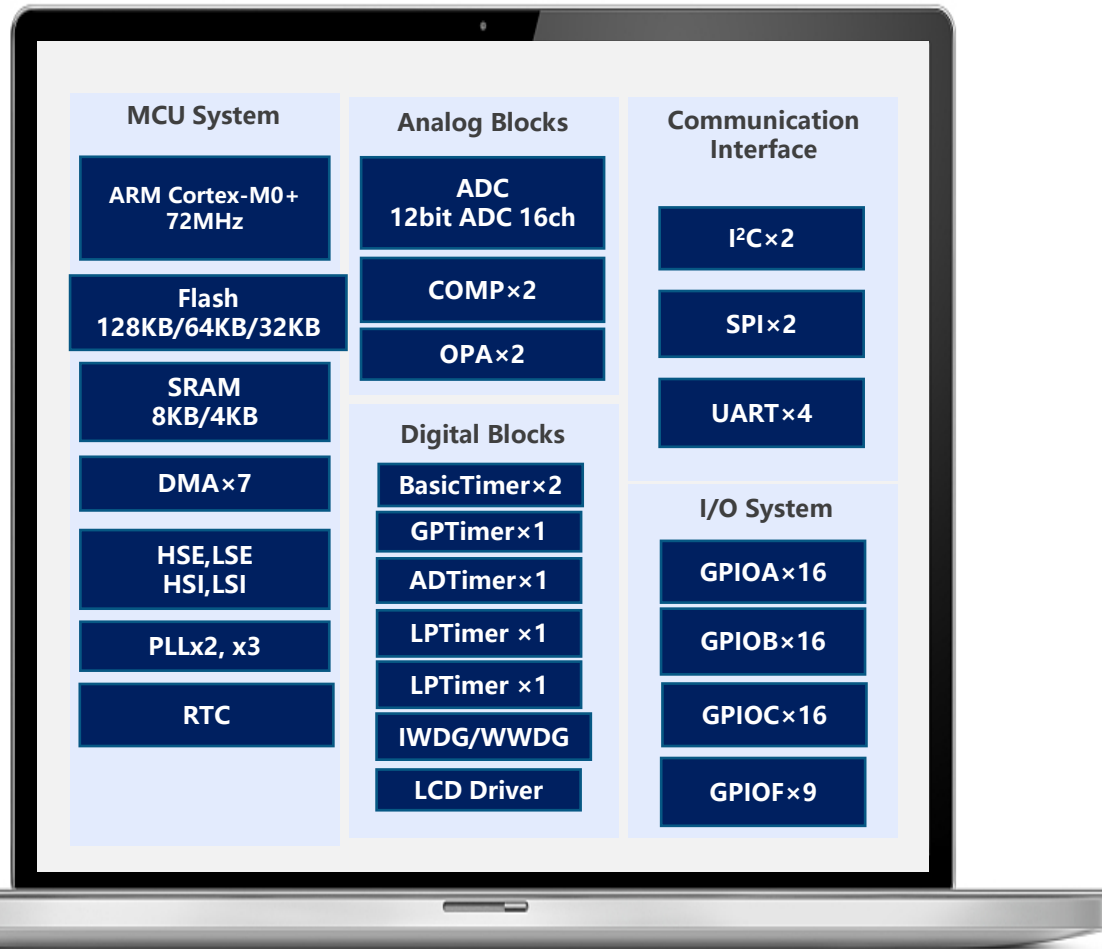 MCU System
ARM Cortex-M0+
72MHz
Flash
128KB/64KB/32KB
SRAM
8KB/4KB
DMA×7
HSE,LSE
HSI,LSI
PLLx2, x3
RTC
Analog Blocks
ADC
12bit ADC 16ch
COMP×2
OPA×2
Digital Blocks
BasicTimer×2
GPTimer×1
ADTimer×1
LPTimer ×1
LPTimer ×1
IWDG/WWDG
LCD Driver
Communication
Interface
I²C×2
SPI×2
UART×4
I/O System
GPIOA×16
GPIOB×16
GPIOC×16
GPIOF×9